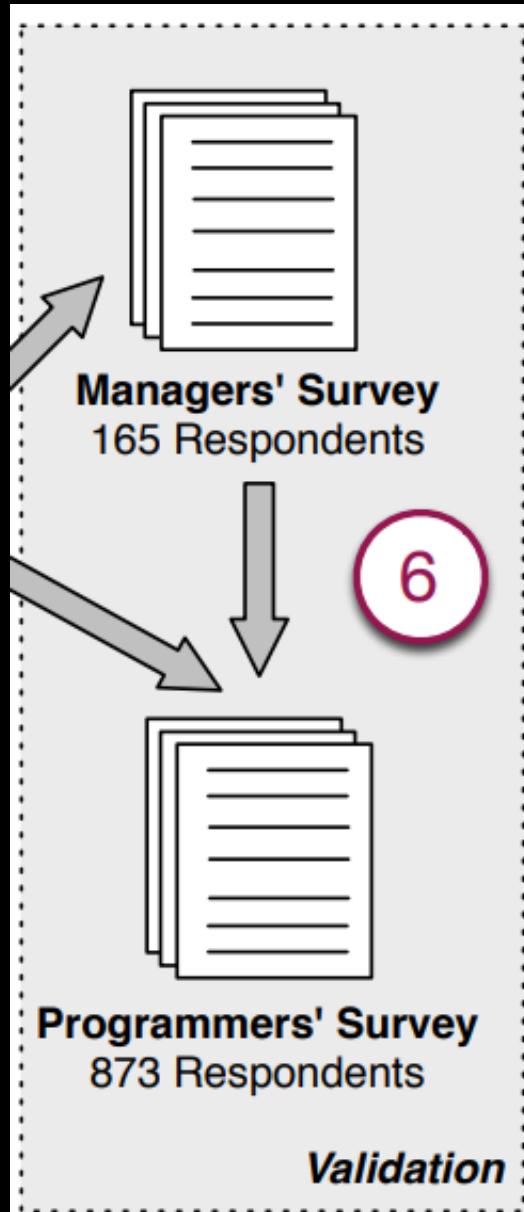 Managers' Survey
165 Respondents
6
Programmers' Survey
873 Respondents
Validation